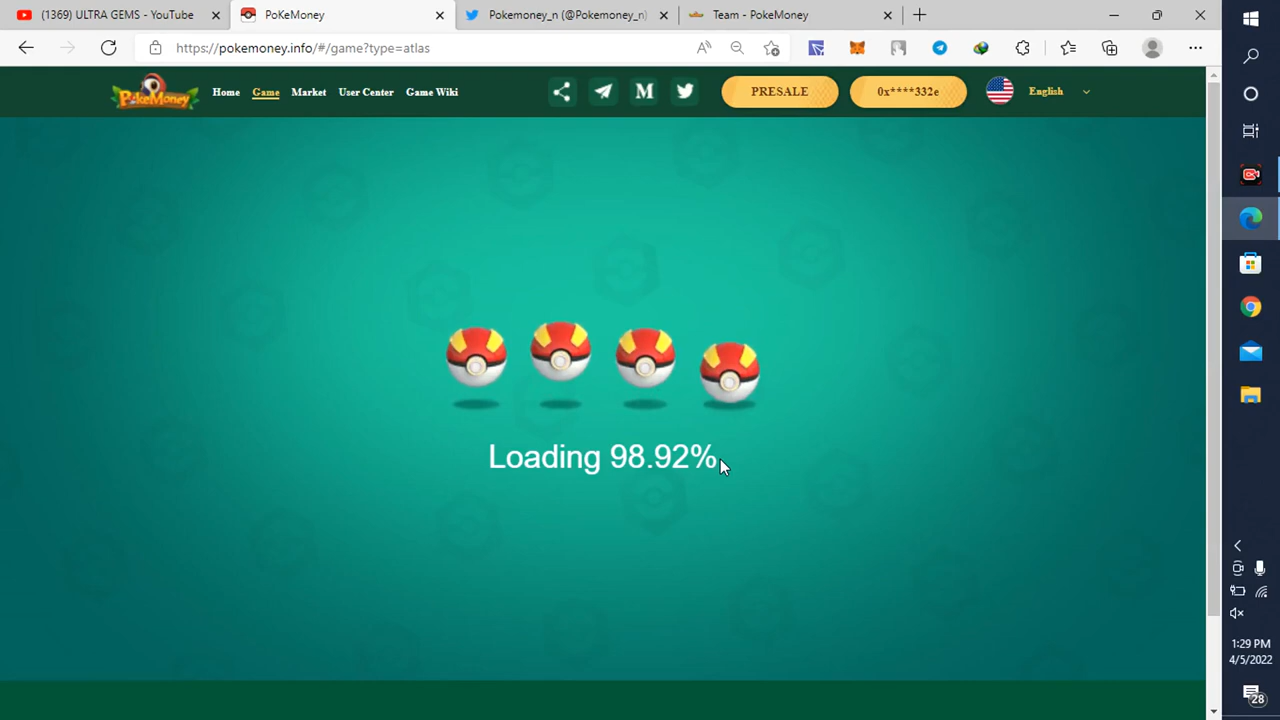 (1369) ULTRA GEMS - YouTube
PoKeMoney
Pokemoney_n (@Pokemoney_n)
Team - PokeMoney
https://pokemoney.info/#/game?type=atlas
PokeMoney
Home
Game
Market
User Center
Game Wiki
M
PRESALE
0x****332e
English
Loading 98.92%
1:29 PM
4/5/2022
28